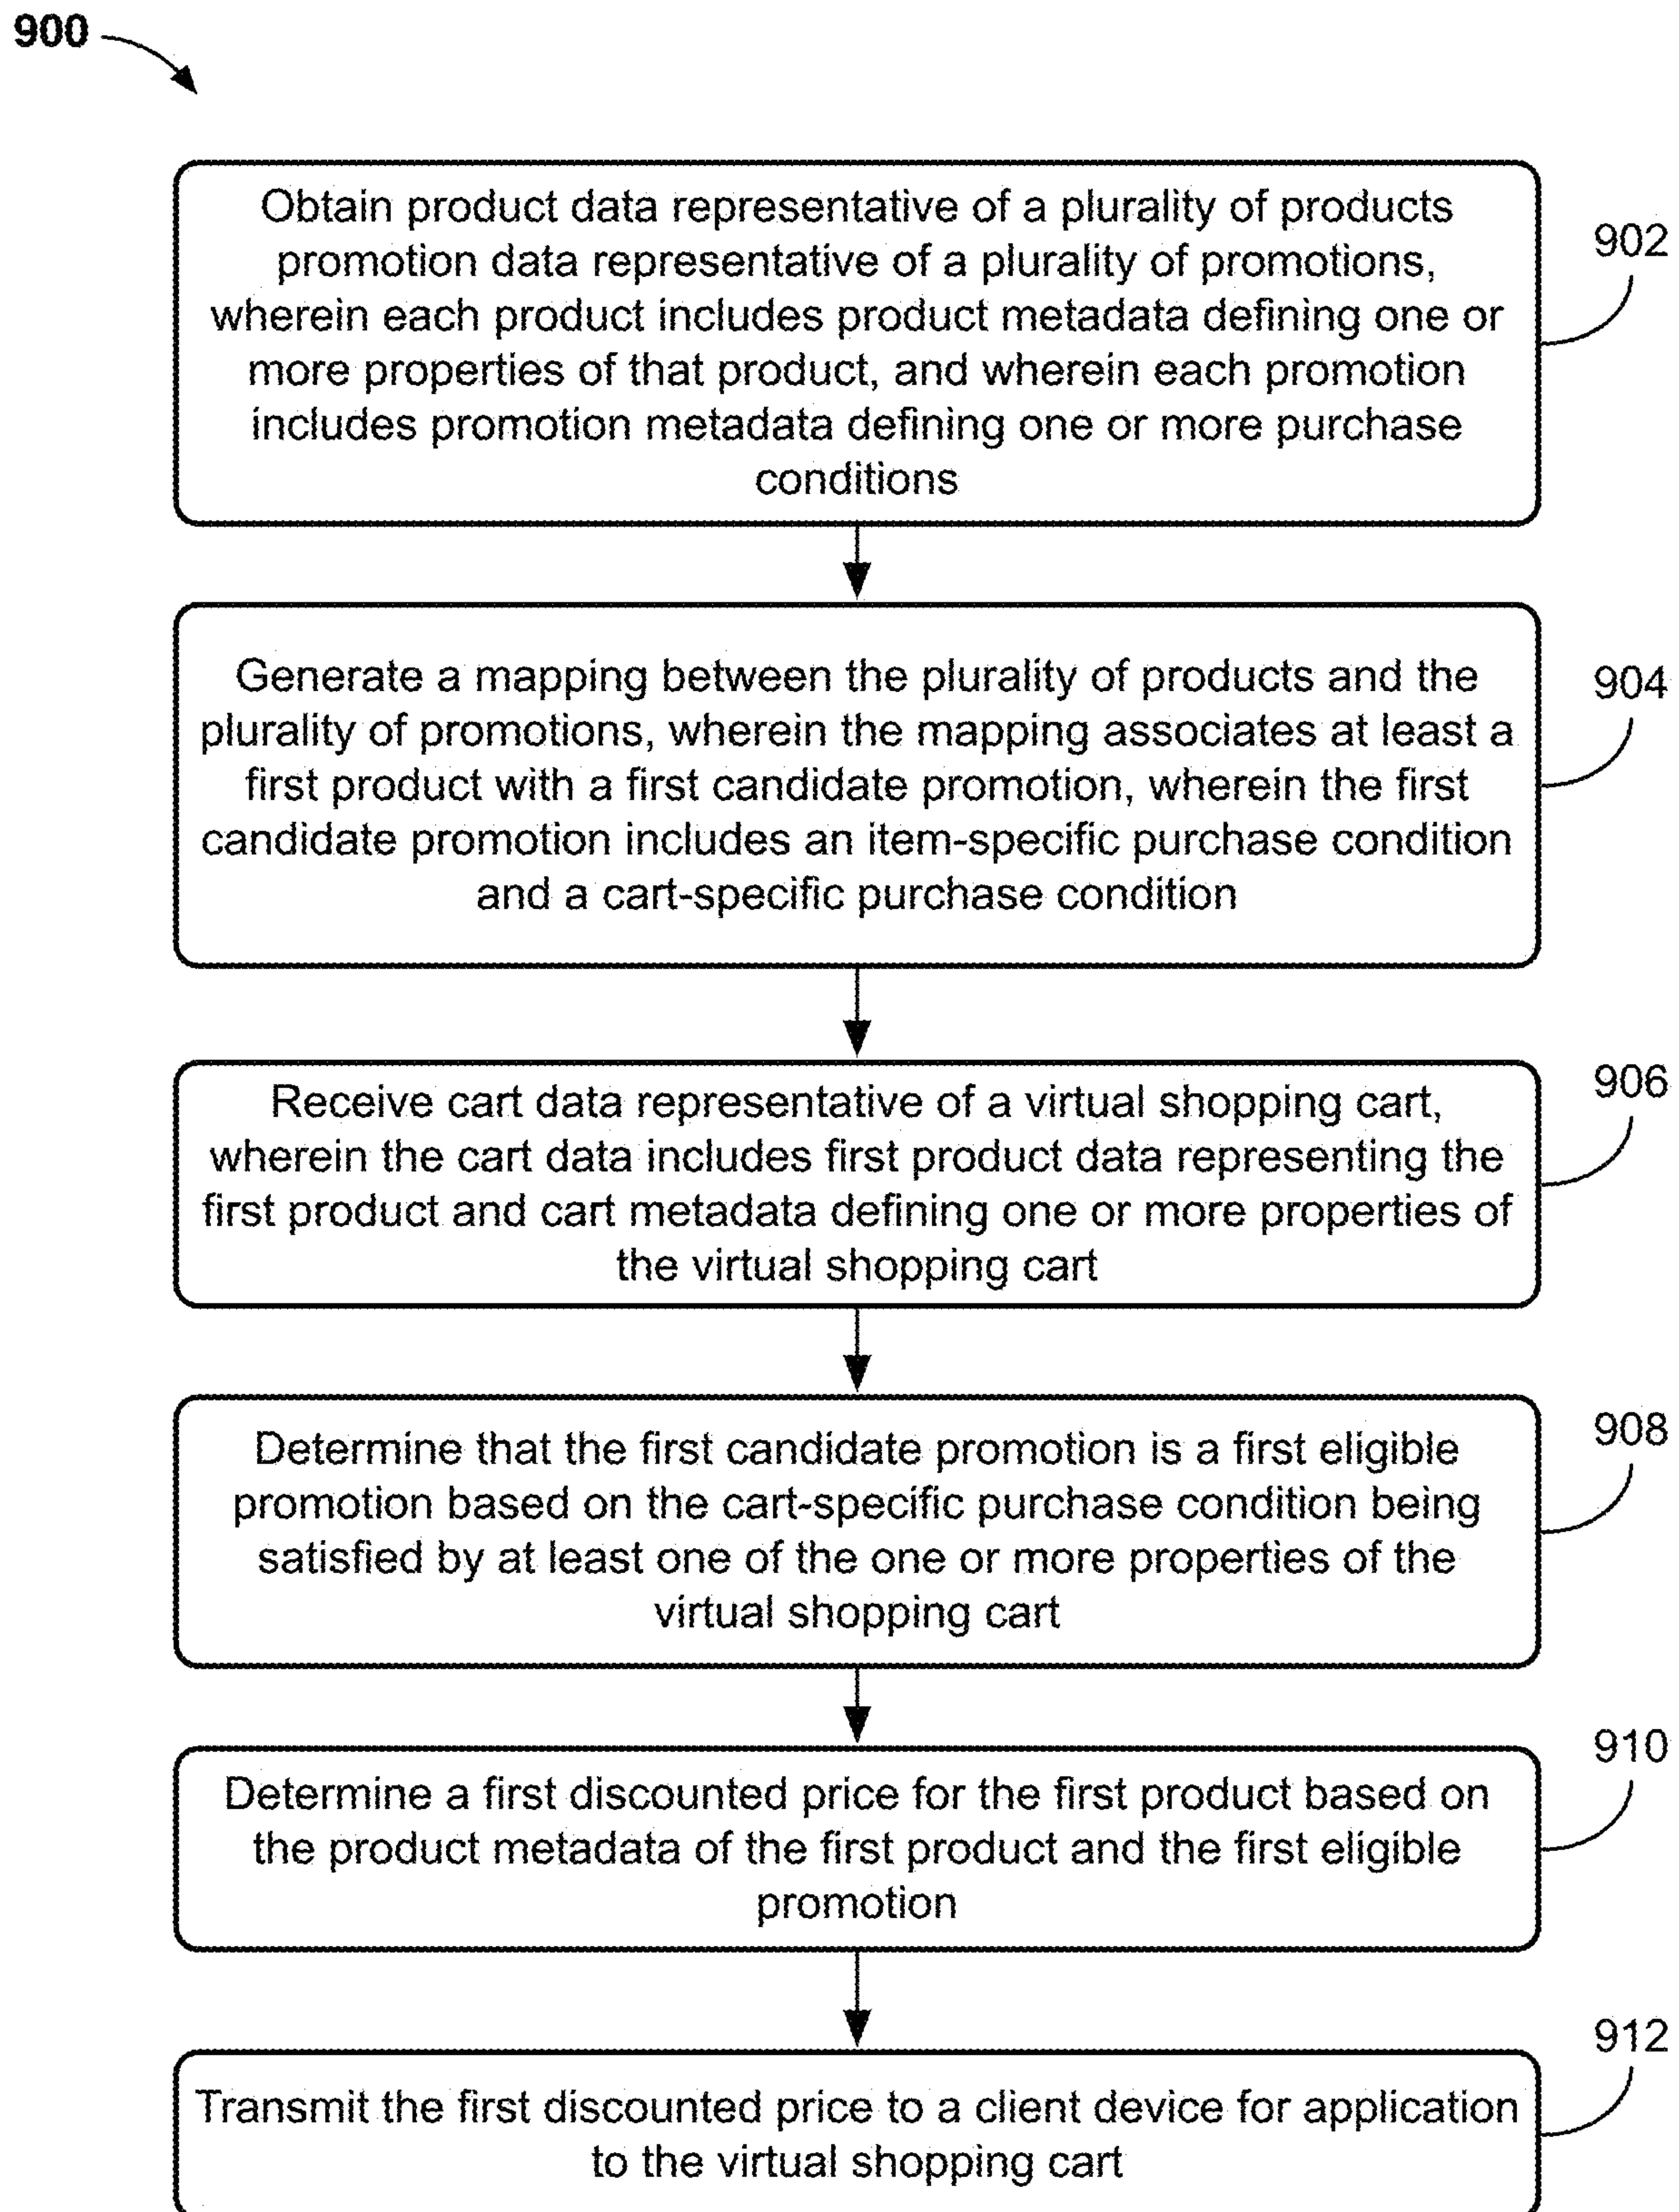 900
Obtain product data representative of a plurality of products
promotion data representative of a plurality of promotions,
wherein each product includes product metadata defining one or
more properties of that product, and wherein each promotion
includes promotion metadata defining one or more purchase
conditions
902
Generate a mapping between the plurality of products and the
plurality of promotions, wherein the mapping associates at least a
first product with a first candidate promotion, wherein the first
candidate promotion includes an item-specific purchase condition
and a cart-specific purchase condition
904
Receive cart data representative of a virtual shopping cart,
wherein the cart data includes first product data representing the
first product and cart metadata defining one or more properties of
the virtual shopping cart
906
Determine that the first candidate promotion is a first eligible
promotion based on the cart-specific purchase condition being
satisfied by at least one of the one or more properties of the
virtual shopping cart
908
Determine a first discounted price for the first product based on
the product metadata of the first product and the first eligible
promotion
910
Transmit the first discounted price to a client device for application
to the virtual shopping cart
912